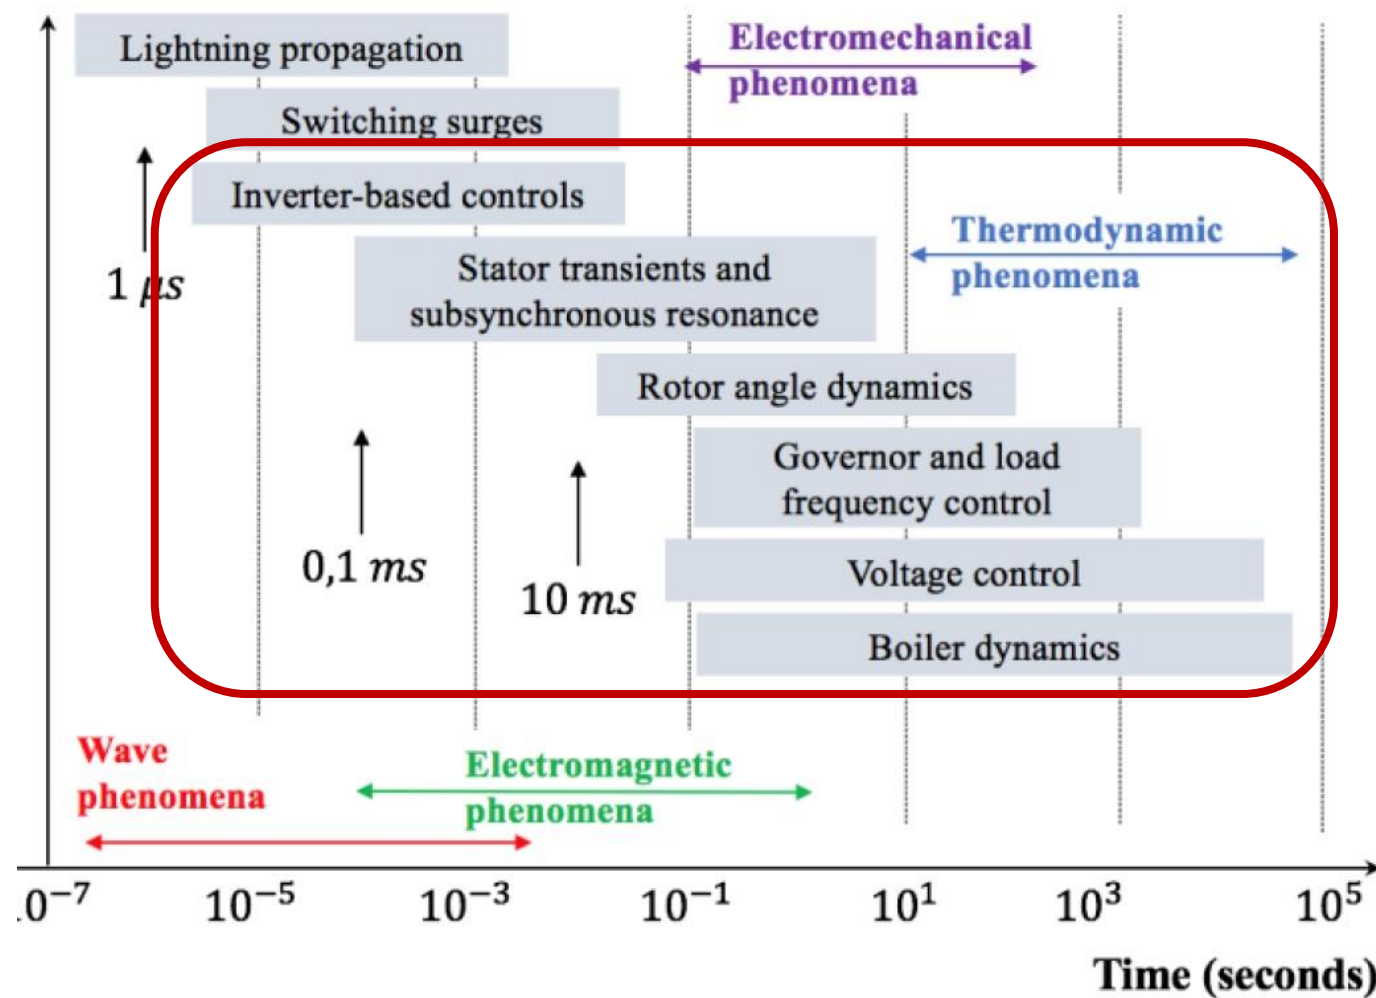 Lightning propagation
Electromechanical
phenomena
Switching surges
Inverter-based controls
1 μs
Thermodynamic
phenomena
Stator transients and
subsynchronous resonance
Rotor angle dynamics
Governor and load
frequency control
0,1 ms
10 ms
Voltage control
Boiler dynamics
Wave
phenomena
Electromagnetic
phenomena
.0⁻⁷ 10⁻⁵ 10⁻³ 10⁻¹ 10¹ 10³ 10⁵
Time (seconds)